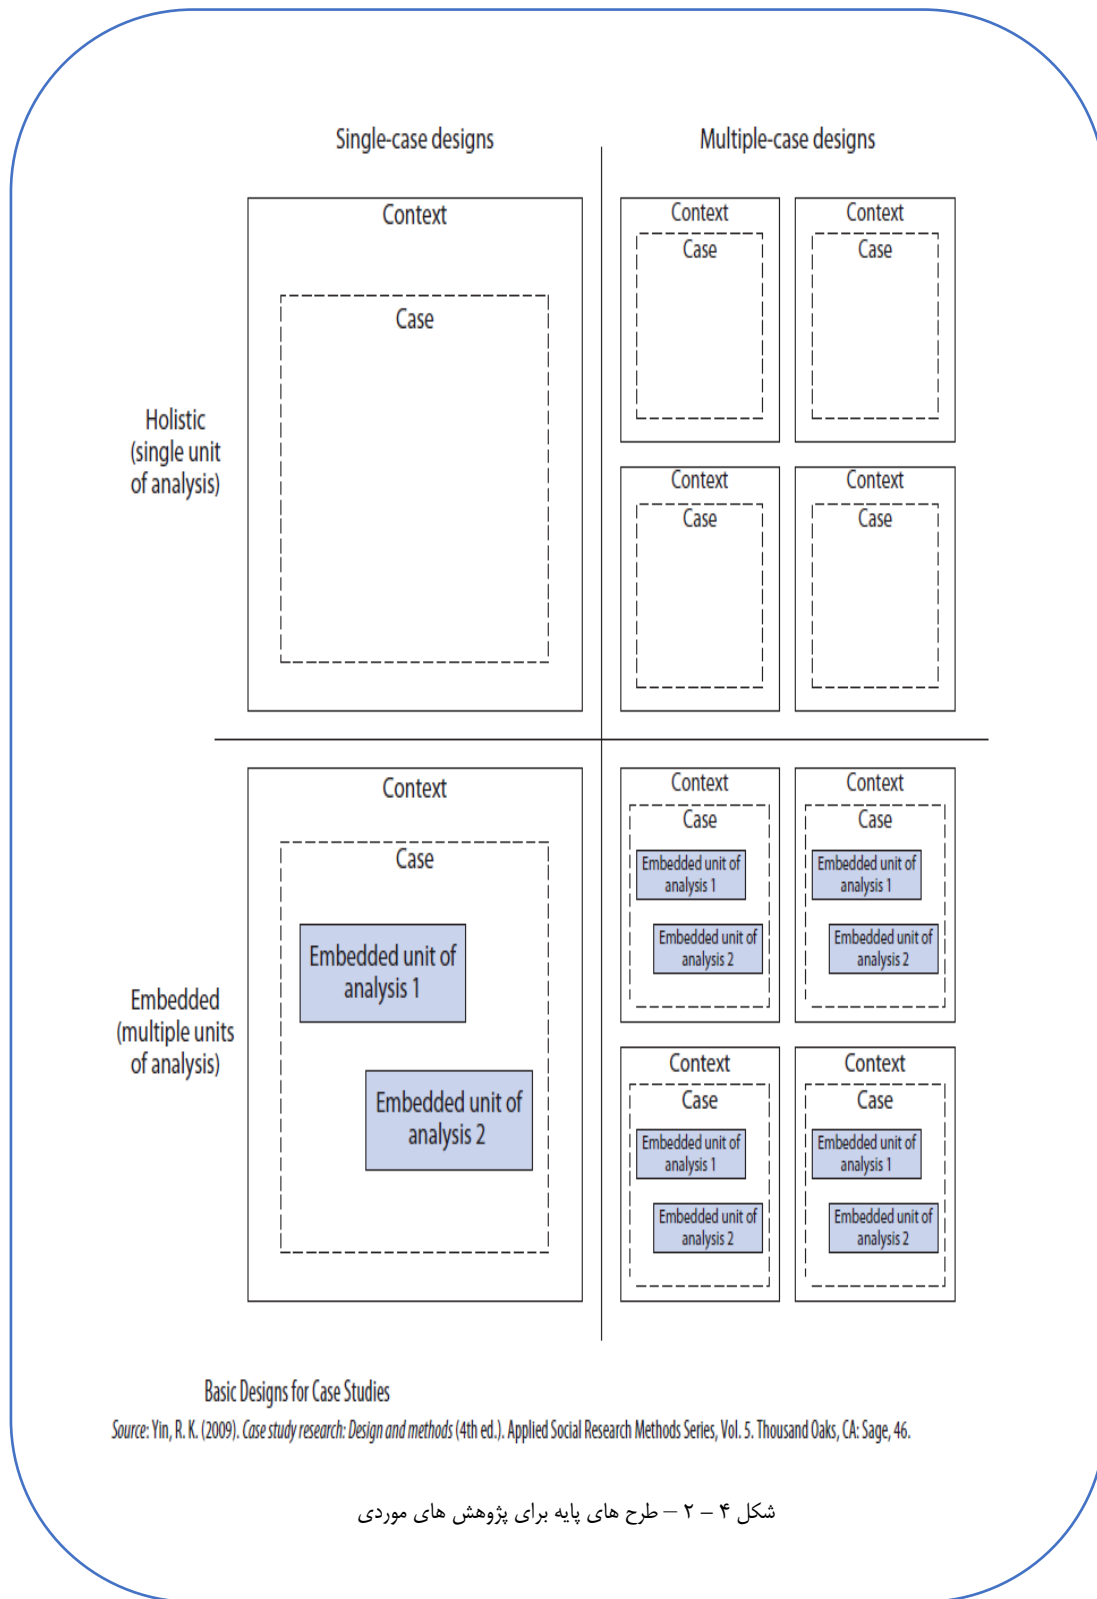 Single-case designs
Multiple-case designs
Context
Case
Context
Case
Context
Case
Holistic
(single unit
of analysis)
Context
Case
Context
Case
Context
Case
Embedded unit of
analysis 1
Embedded unit of
analysis 2
Embedded
(multiple units
of analysis)
Context
Case
Embedded unit of
analysis 1
Embedded unit of
analysis 2
Context
Case
Embedded unit of
analysis 1
Embedded unit of
analysis 2
Context
Case
Embedded unit of
analysis 1
Embedded unit of
analysis 2
Context
Case
Embedded unit of
analysis 1
Embedded unit of
analysis 2
Basic Designs for Case Studies
Source: Yin, R. K. (2009). Case study research: Design and methods (4th ed.). Applied Social Research Methods Series, Vol. 5. Thousand Oaks, CA: Sage, 46.
شکل ۴ – ۲ – طرح های پایه برای پژوهش های موردی